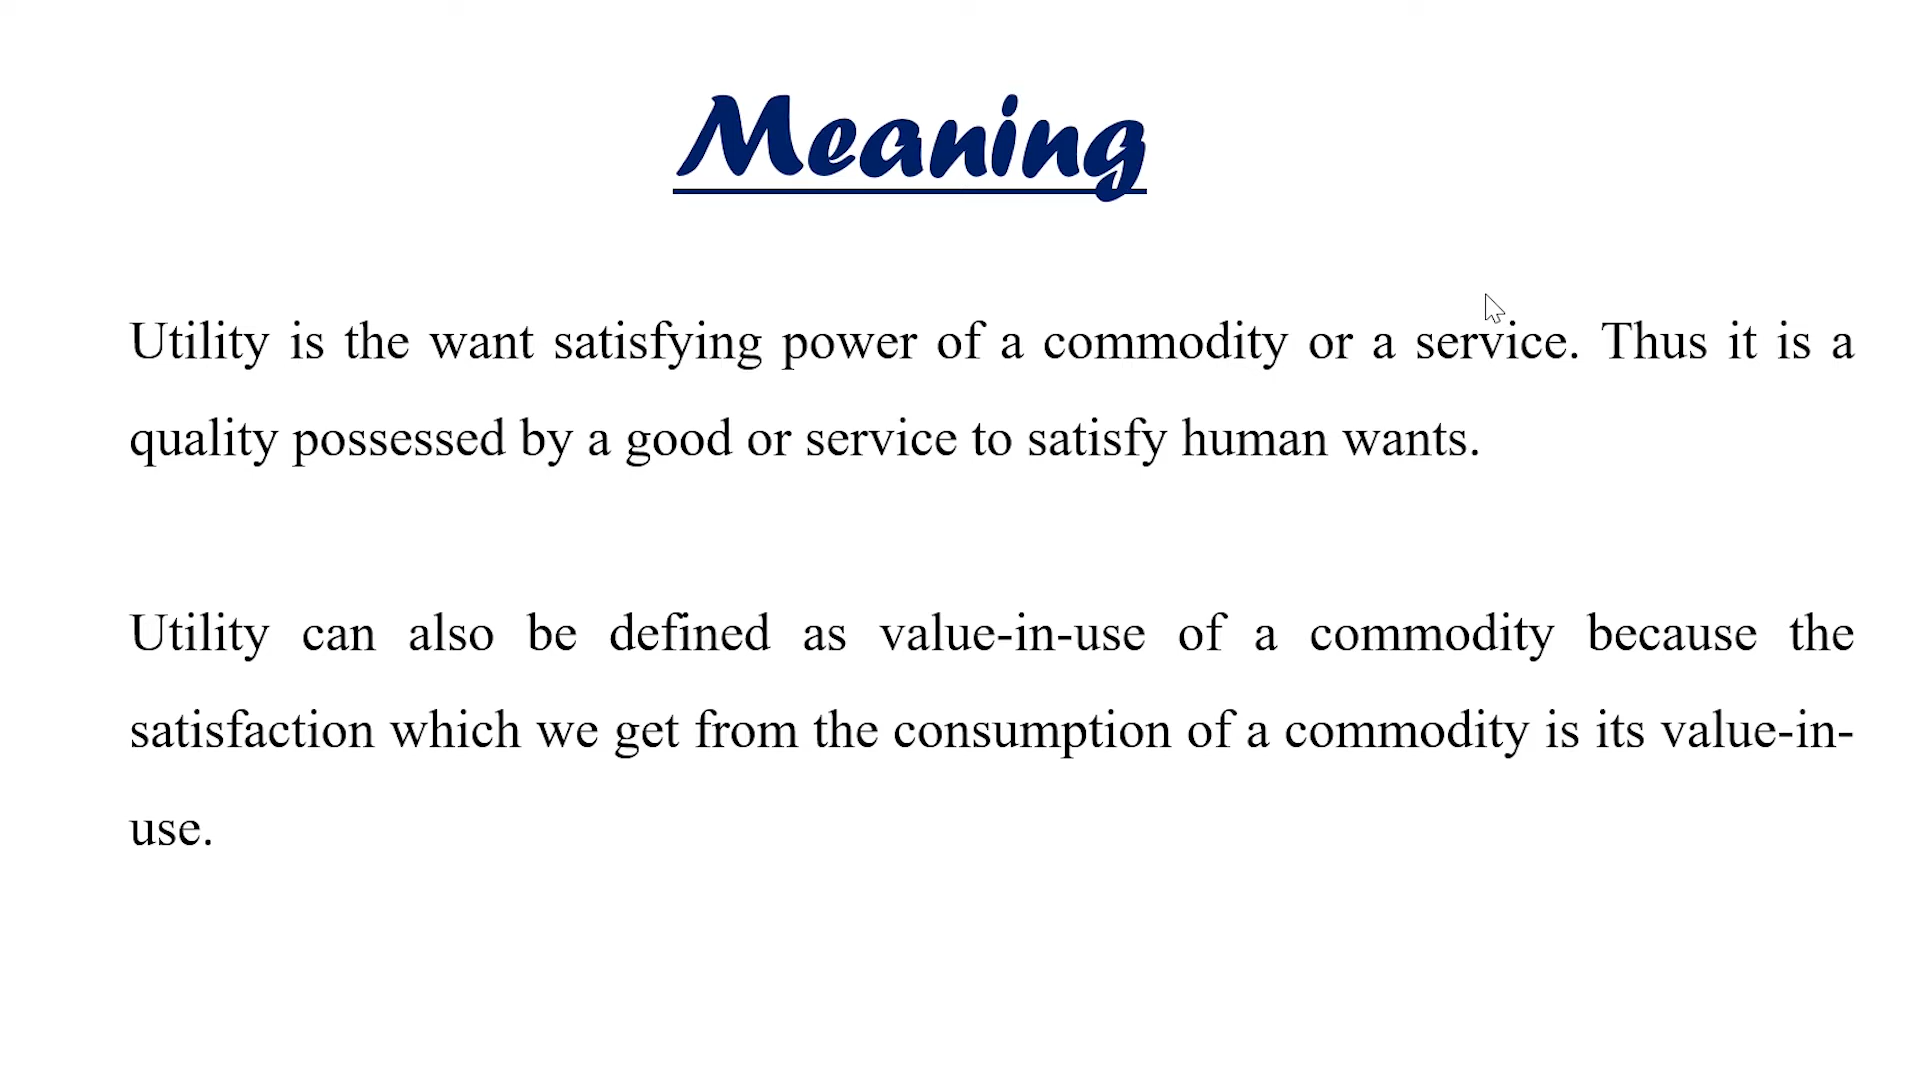 Meaning
Utility is the want satisfying power of a commodity or a service. Thus it is a
quality possessed by a good or service to satisfy human wants.
Utility can also be defined as value-in-use of a commodity because the
satisfaction which we get from the consumption of a commodity is its value-in-
use.